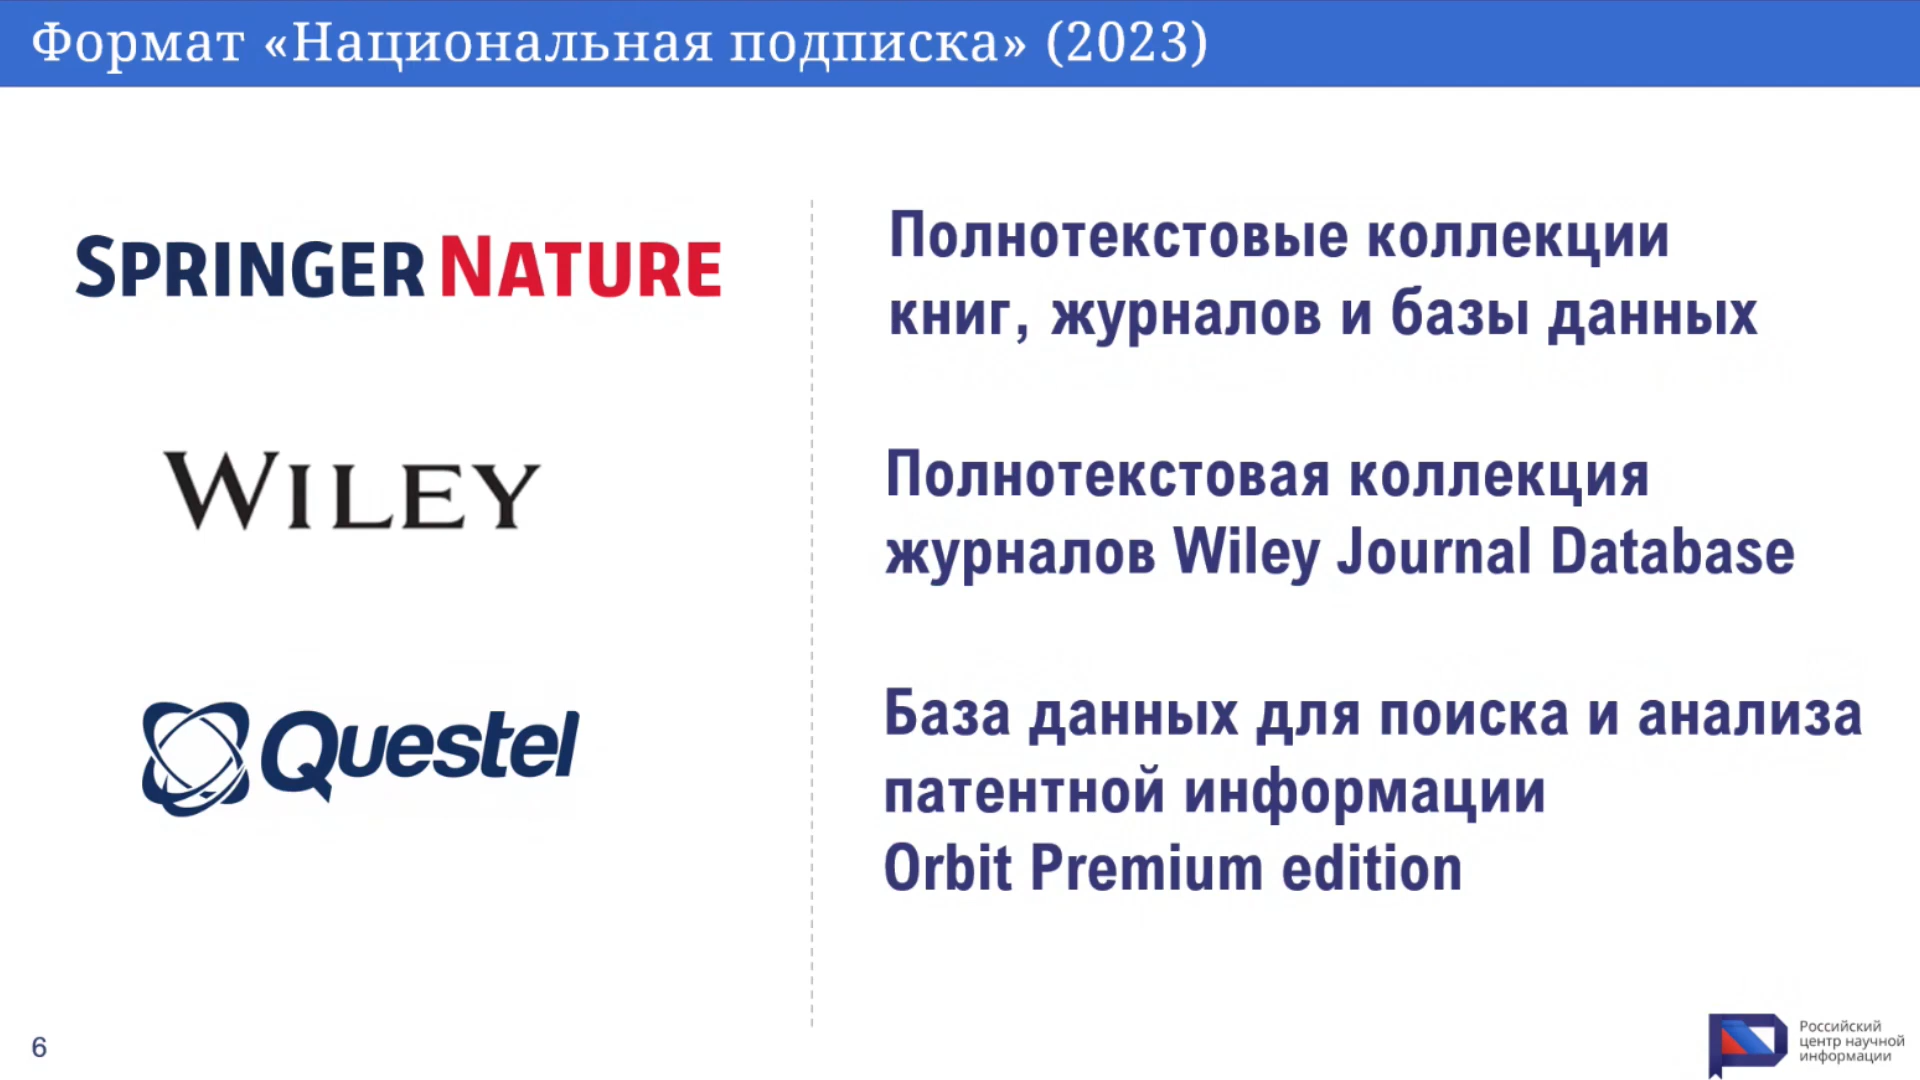 Формат «Национальная подписка» (2023)
SPRINGER NATURE
Полнотекстовые коллекции
книг, журналов и базы данных
WILEY
Полнотекстовая коллекция
журналов Wiley Journal Database
Questel
База данных для поиска и анализа
патентной информации
Orbit Premium edition
6
Российский
центр научной
информации